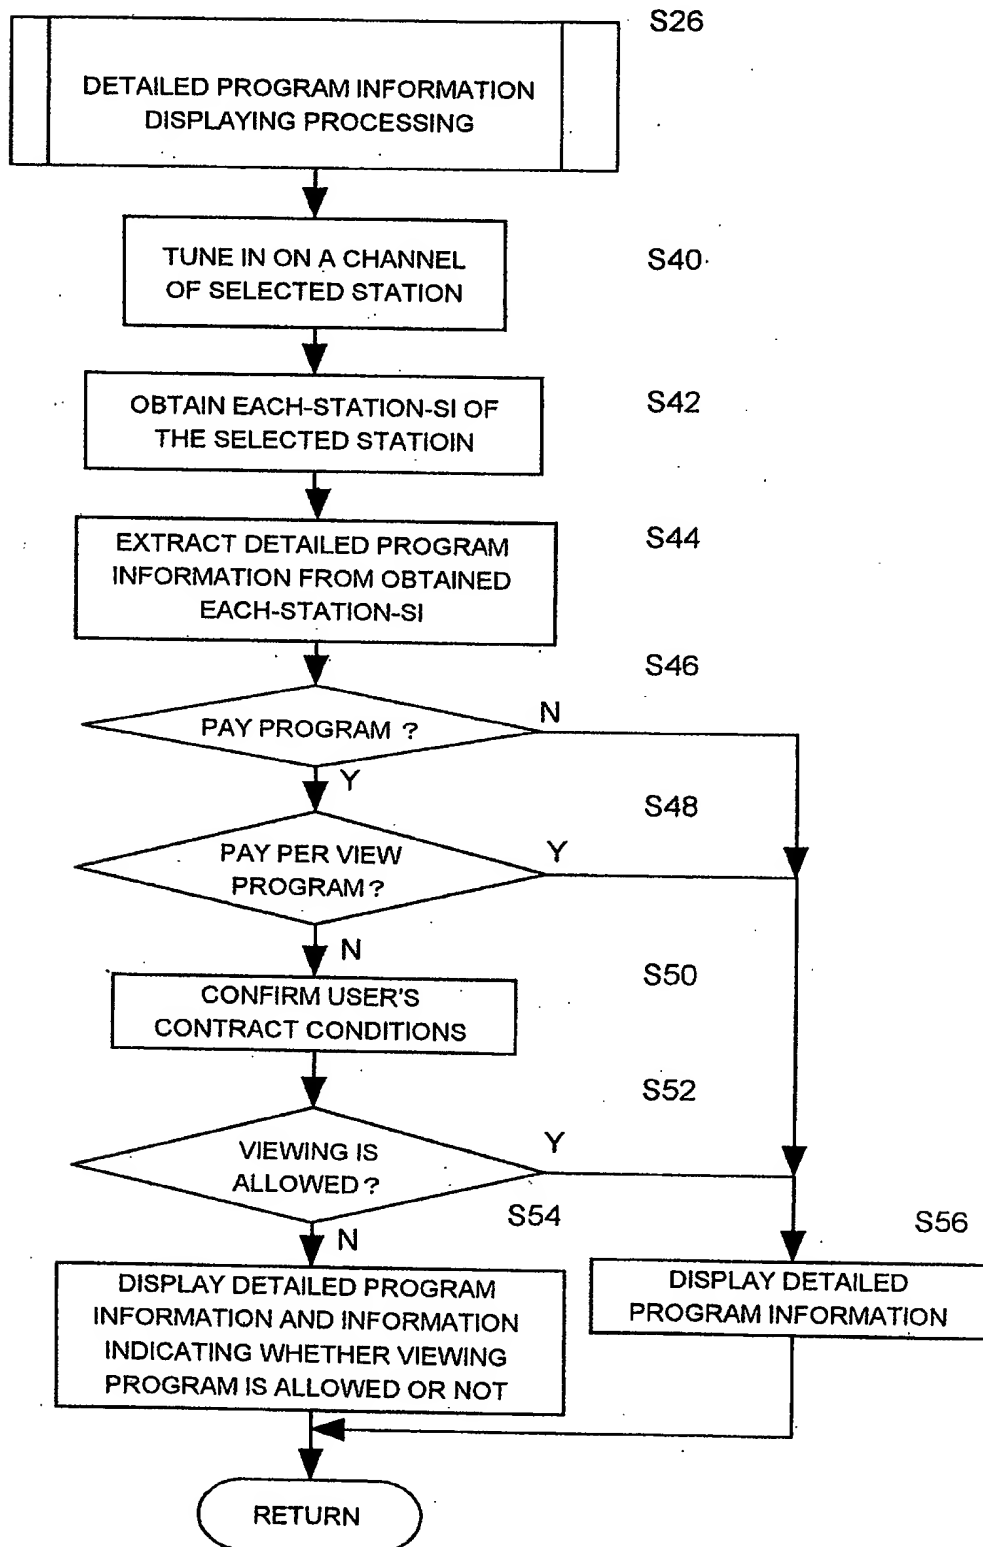 S26
DETAILED PROGRAM INFORMATION
DISPLAYING PROCESSING
TUNE IN ON A CHANNEL
OF SELECTED STATION
S40
OBTAIN EACH-STATION-SI OF
THE SELECTED STATIOIN
S42
EXTRACT DETAILED PROGRAM
INFORMATION FROM OBTAINED
EACH-STATION-SI
S44
S46
PAY PROGRAM ?
N
Y
S48
PAY PER VIEW
PROGRAM?
Y
N
S50
CONFIRM USER'S
CONTRACT CONDITIONS
S52
VIEWING IS
ALLOWED?
Y
N
S54
DISPLAY DETAILED PROGRAM
INFORMATION AND INFORMATION
INDICATING WHETHER VIEWING
PROGRAM IS ALLOWED OR NOT
S56
DISPLAY DETAILED
PROGRAM INFORMATION
RETURN